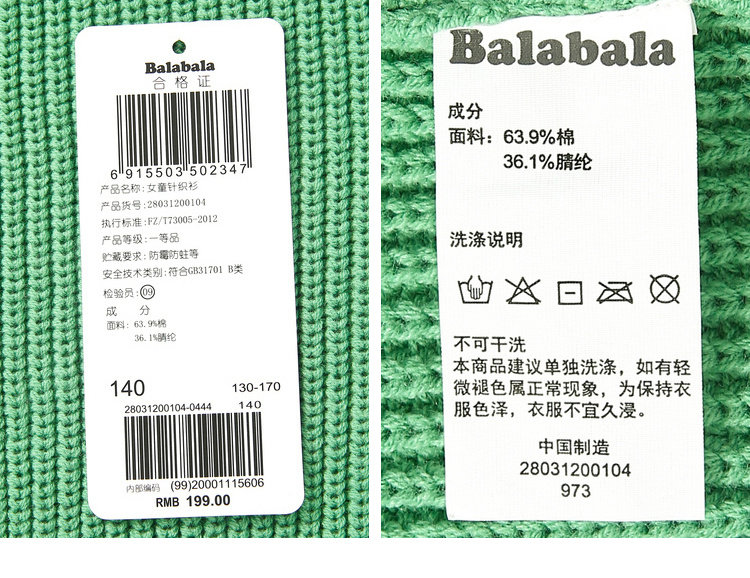 Balabala
合格证
6 915503 502347
产品名称:女童针织衫
产品货号:28031200104
执行标准:FZ/T73005-2012
产品等级:一等品
贮藏要求:防霉防蛀等
安全技术类别:符合GB31701 B类
检验员:09
成 分
面料: 63.9%棉
36.1%腈纶
140 130-170
28031200104-0444 140
内部编码 (99)20001115606
RMB 199.00
Balabala
成分
面料: 63.9%棉
36.1%腈纶
洗涤说明
不可干洗
本商品建议单独洗涤，如有轻
微褪色属正常现象，为保持衣
服色泽，衣服不宜久浸。
中国制造
28031200104
973